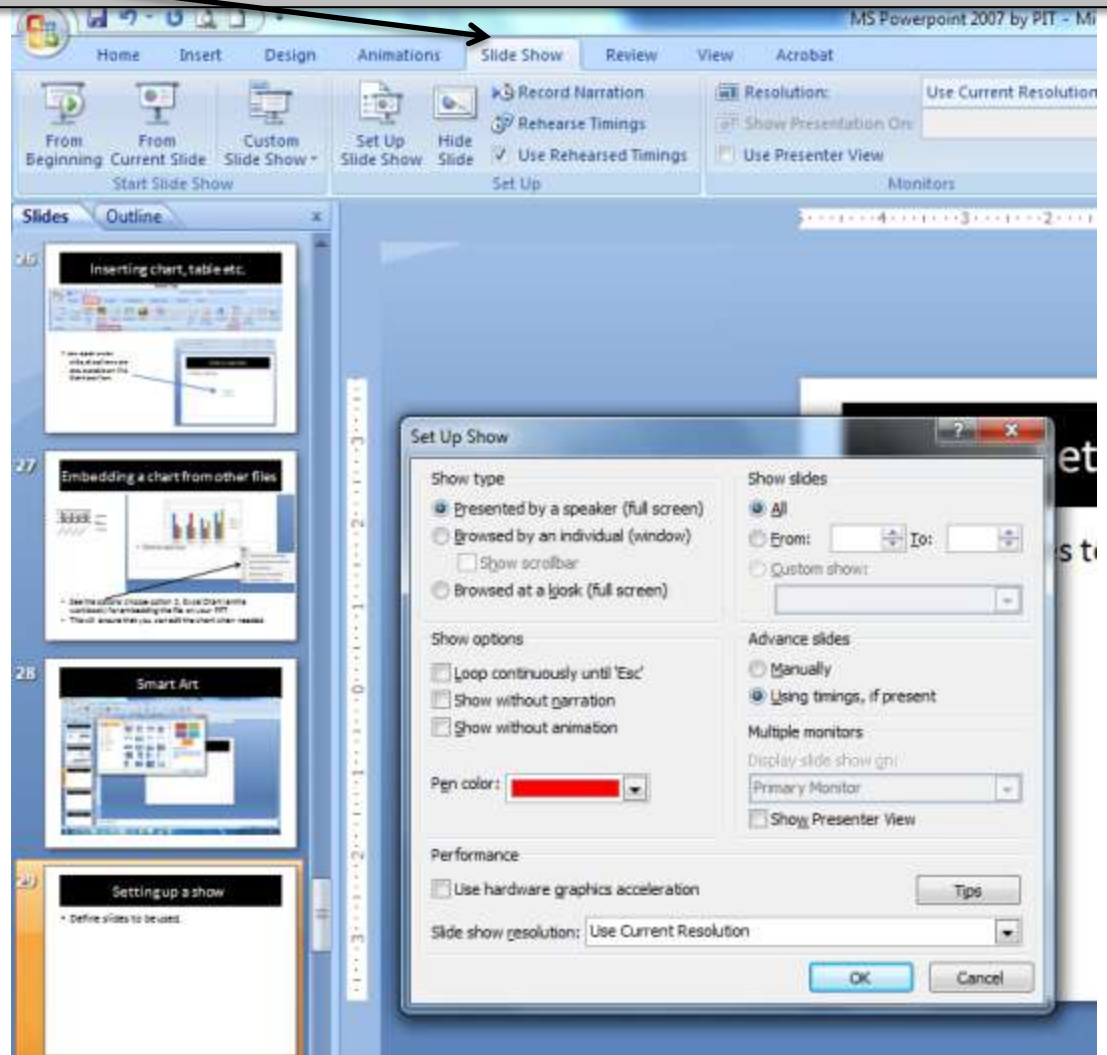 MS Powerpoint 2007 by PIT - Mi
Home Insert Design Animations Slide Show Review View Acrobat
From Beginning
From Current Slide
Custom Slide Show
Start Slide Show
Set Up Slide Show
Hide Slide
Record Narration
Rehearse Timings
Use Rehearsed Timings
Set Up
Resolution: Use Current Resolution
Show Presentation On:
Use Presenter View
Monitors
Slides Outline
26
Inserting chart, table etc.
27
Embedding a chart from other files
28
Smart Art
29
Setting up a show
• Define slides to be used.
et
s to
Set Up Show
Show type
Presented by a speaker (full screen)
Browsed by an individual (window)
Show scrollbar
Browsed at a kiosk (full screen)
Show slides
All
From: To:
Custom show:
Show options
Loop continuously until 'Esc'
Show without narration
Show without animation
Pen color:
Advance slides
Manually
Using timings, if present
Multiple monitors
Display slide show on:
Primary Monitor
Show Presenter View
Performance
Use hardware graphics acceleration
Tips
Slide show resolution: Use Current Resolution
OK Cancel